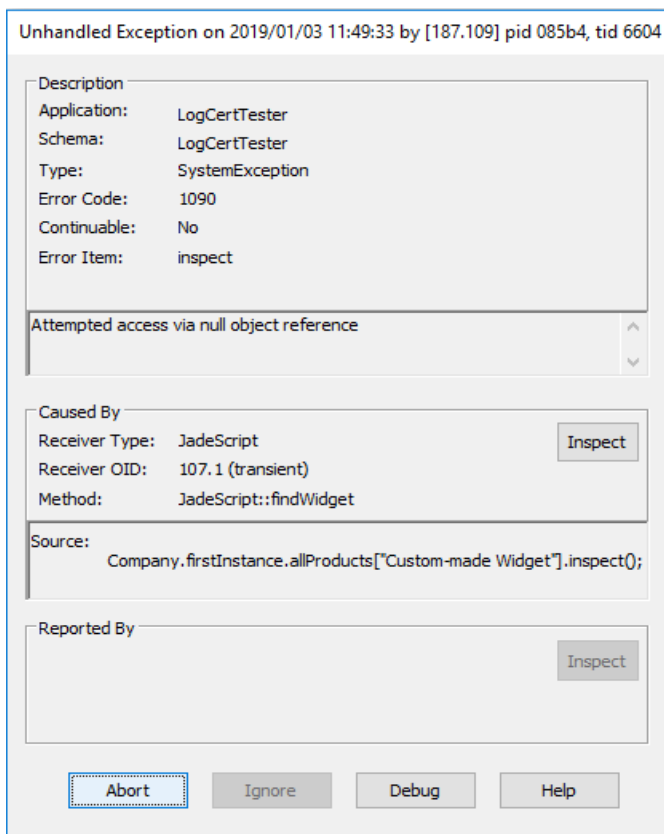 Unhandled Exception on 2019/01/03 11:49:33 by [187.109] pid 085b4, tid 6604
Description
Application: LogCertTester
Schema: LogCertTester
Type: SystemException
Error Code: 1090
Continuable: No
Error Item: inspect
Attempted access via null object reference
Caused By
Receiver Type: JadeScript
Inspect
Receiver OID: 107.1 (transient)
Method: JadeScript::findWidget
Source:
Company.firstInstance.allProducts["Custom-made Widget"].inspect();
Reported By
Inspect
Abort Ignore Debug Help